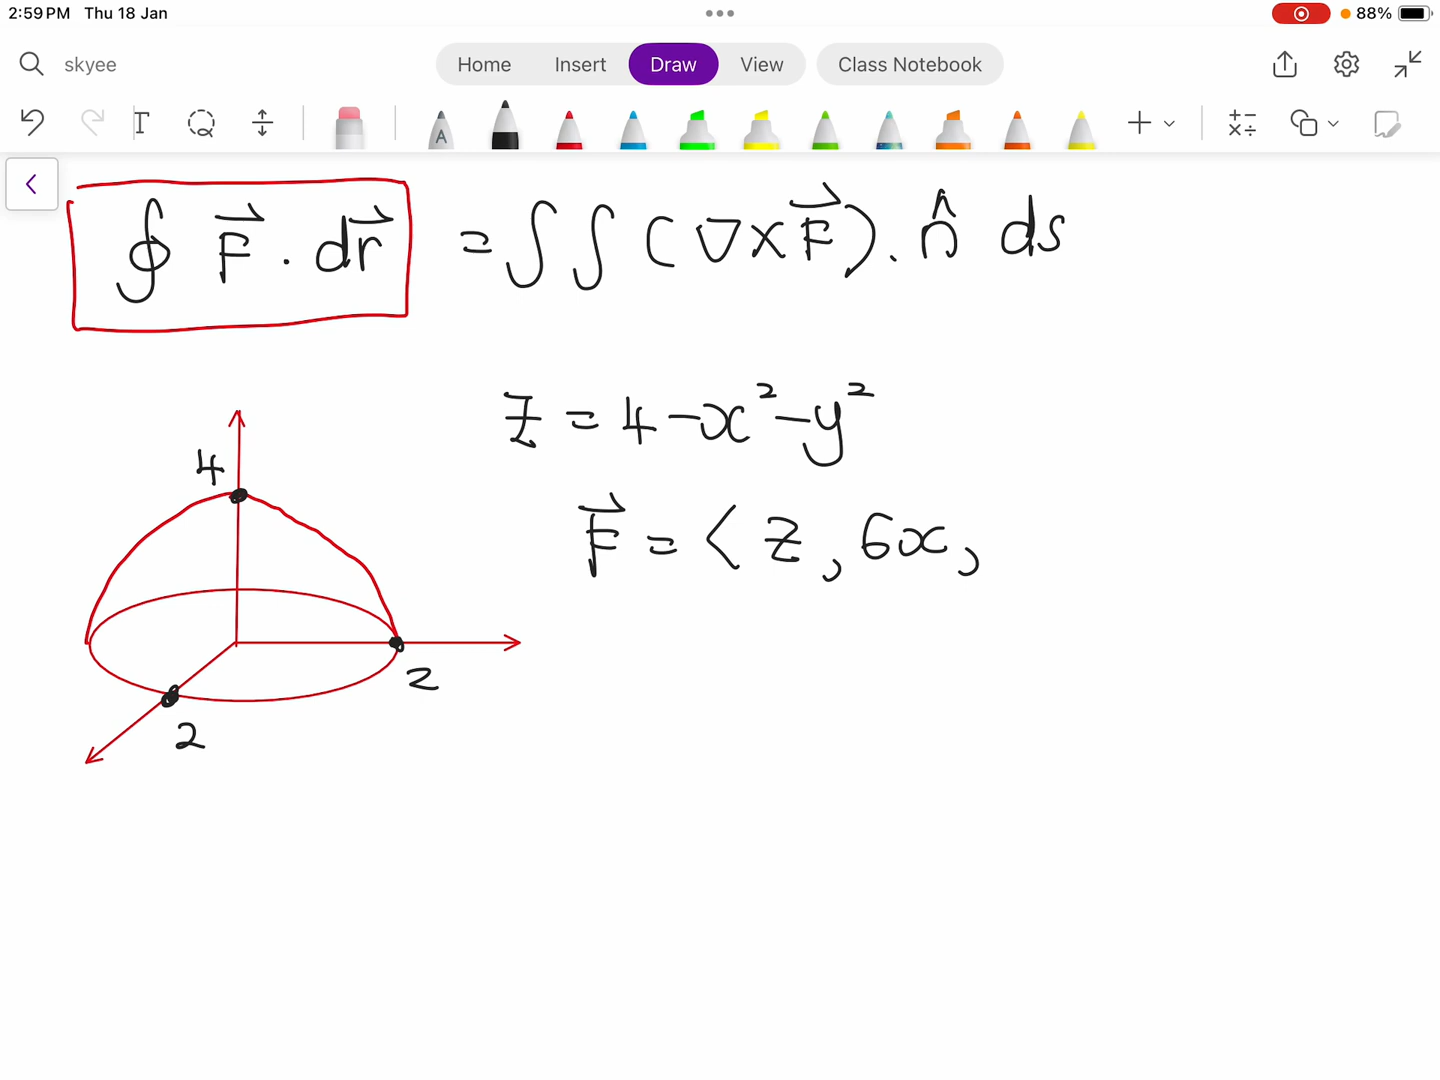 2:59 PM Thu 18 Jan 88%
skyee Home Insert Draw View Class Notebook
T A
∮ F⃗ · dr⃗ = ∫∫ (∇×F⃗). n̂ ds
z = 4-x²-y²
4
F⃗ = < z, 6x,
2
2